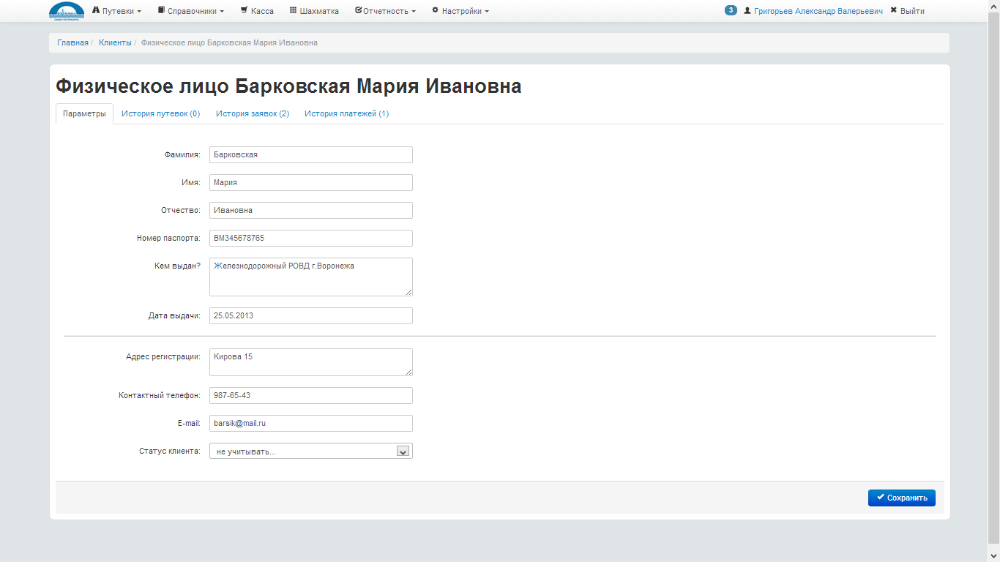 Путевки Справочники Касса Шахматка Отчетность Настройки 3 Григорьев Александр Валерьевич Выйти
Главная / Клиенты / Физическое лицо Барковская Мария Ивановна
Физическое лицо Барковская Мария Ивановна
Параметры История путевок (0) История заявок (2) История платежей (1)
Фамилия: Барковская
Имя: Мария
Отчество: Ивановна
Номер паспорта: ВМ345678765
Кем выдан? Железнодорожный РОВД г.Воронежа
Дата выдачи: 25.05.2013
Адрес регистрации: Кирова 15
Контактный телефон: 987-65-43
E-mail: barsik@mail.ru
Статус клиента: не учитывать...
Сохранить